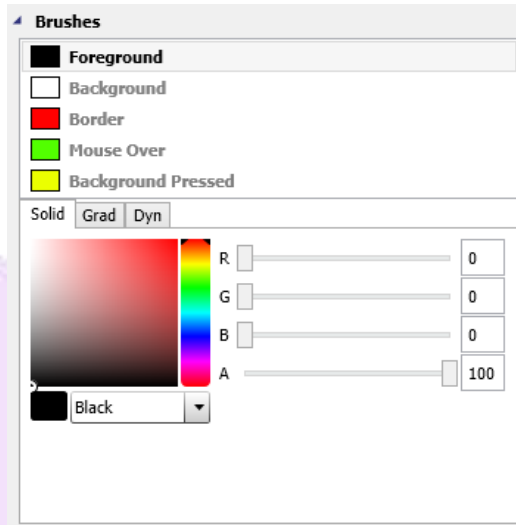 Brushes
Foreground
Background
Border
Mouse Over
Background Pressed
Solid Grad Dyn
R 0
G 0
B 0
A 100
Black